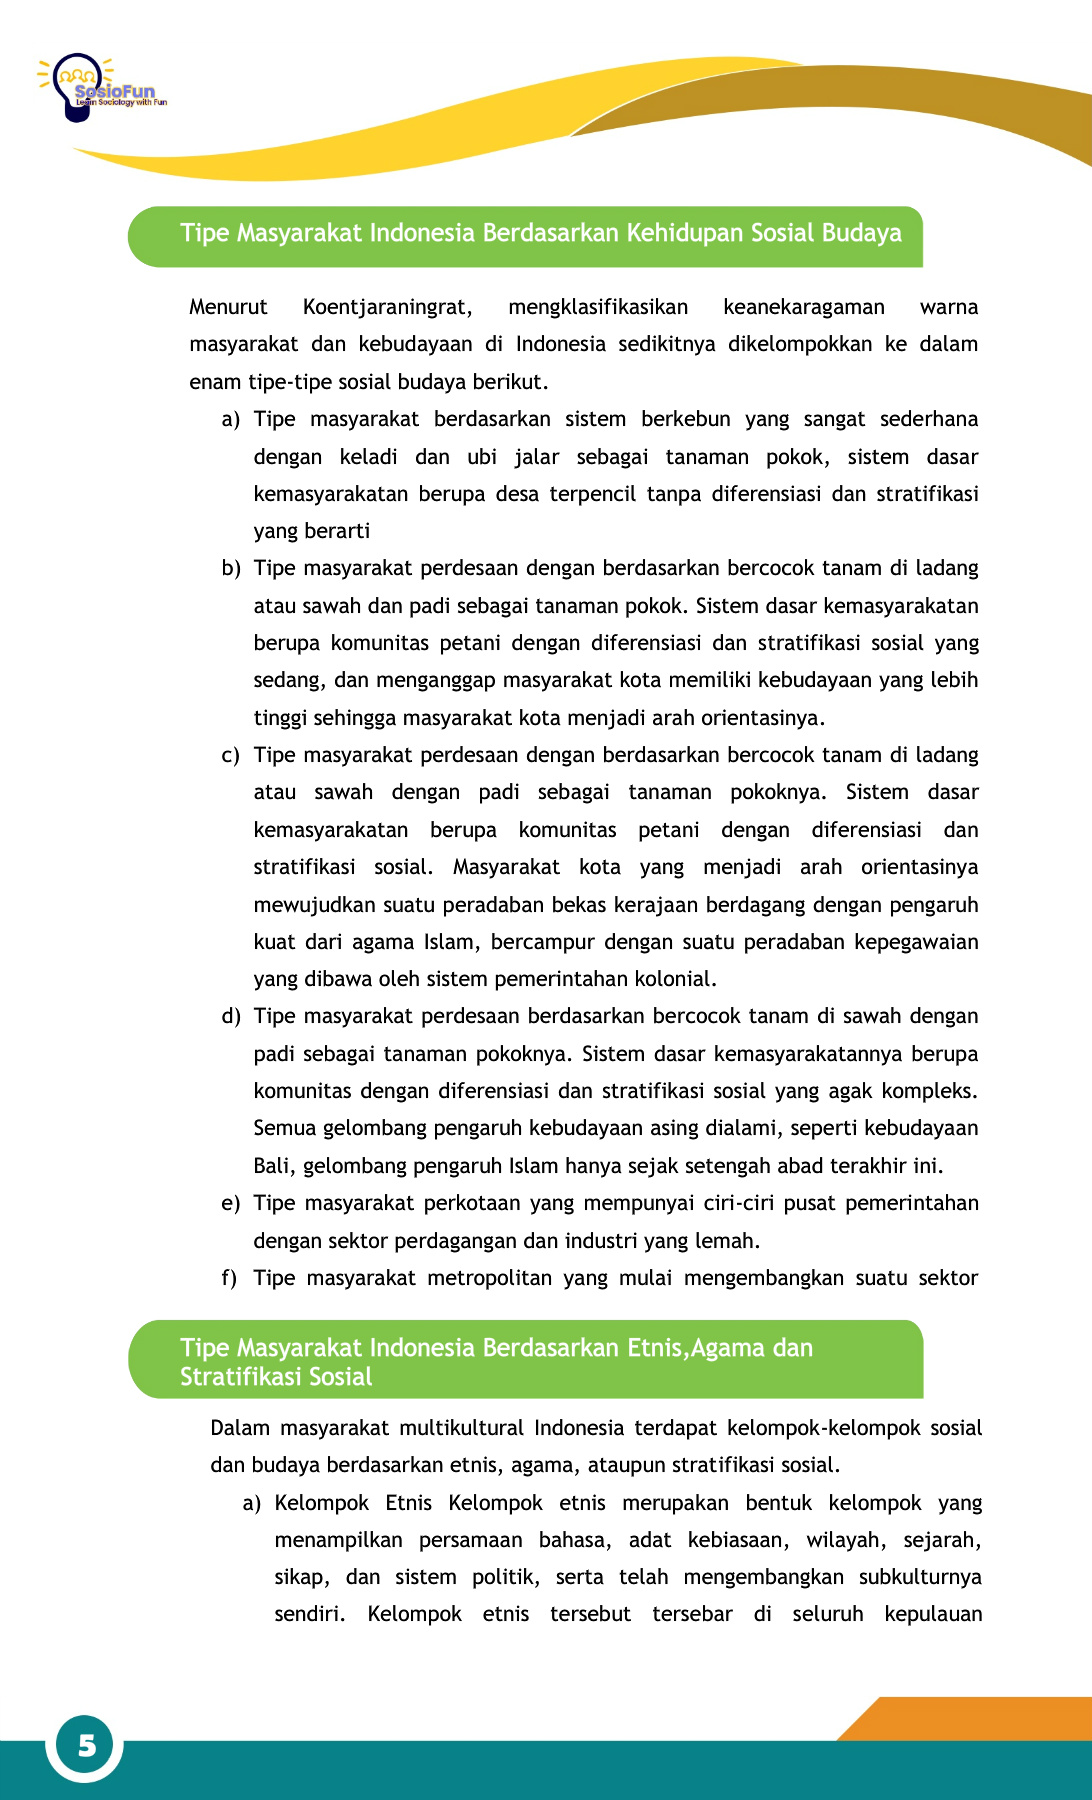 SosioFun
Learn Sociology with Fun
Tipe Masyarakat Indonesia Berdasarkan Kehidupan Sosial Budaya
Menurut Koentjaraningrat, mengklasifikasikan keanekaragaman warna
masyarakat dan kebudayaan di Indonesia sedikitnya dikelompokkan ke dalam
enam tipe-tipe sosial budaya berikut.
a) Tipe masyarakat berdasarkan sistem berkebun yang sangat sederhana
dengan keladi dan ubi jalar sebagai tanaman pokok, sistem dasar
kemasyarakatan berupa desa terpencil tanpa diferensiasi dan stratifikasi
yang berarti
b) Tipe masyarakat perdesaan dengan berdasarkan bercocok tanam di ladang
atau sawah dan padi sebagai tanaman pokok. Sistem dasar kemasyarakatan
berupa komunitas petani dengan diferensiasi dan stratifikasi sosial yang
sedang, dan menganggap masyarakat kota memiliki kebudayaan yang lebih
tinggi sehingga masyarakat kota menjadi arah orientasinya.
c) Tipe masyarakat perdesaan dengan berdasarkan bercocok tanam di ladang
atau sawah dengan padi sebagai tanaman pokoknya. Sistem dasar
kemasyarakatan berupa komunitas petani dengan diferensiasi dan
stratifikasi sosial. Masyarakat kota yang menjadi arah orientasinya
mewujudkan suatu peradaban bekas kerajaan berdagang dengan pengaruh
kuat dari agama Islam, bercampur dengan suatu peradaban kepegawaian
yang dibawa oleh sistem pemerintahan kolonial.
d) Tipe masyarakat perdesaan berdasarkan bercocok tanam di sawah dengan
padi sebagai tanaman pokoknya. Sistem dasar kemasyarakatannya berupa
komunitas dengan diferensiasi dan stratifikasi sosial yang agak kompleks.
Semua gelombang pengaruh kebudayaan asing dialami, seperti kebudayaan
Bali, gelombang pengaruh Islam hanya sejak setengah abad terakhir ini.
e) Tipe masyarakat perkotaan yang mempunyai ciri-ciri pusat pemerintahan
dengan sektor perdagangan dan industri yang lemah.
f) Tipe masyarakat metropolitan yang mulai mengembangkan suatu sektor
Tipe Masyarakat Indonesia Berdasarkan Etnis,Agama dan
Stratifikasi Sosial
Dalam masyarakat multikultural Indonesia terdapat kelompok-kelompok sosial
dan budaya berdasarkan etnis, agama, ataupun stratifikasi sosial.
a) Kelompok Etnis Kelompok etnis merupakan bentuk kelompok yang
menampilkan persamaan bahasa, adat kebiasaan, wilayah, sejarah,
sikap, dan sistem politik, serta telah mengembangkan subkulturnya
sendiri. Kelompok etnis tersebut tersebar di seluruh kepulauan
5